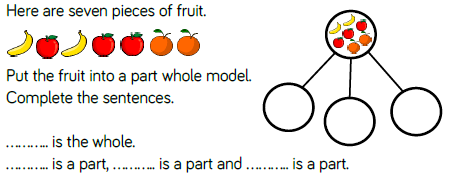 Here are seven pieces of fruit.
Put the fruit into a part whole model.
Complete the sentences.
……….. is the whole.
……….. is a part, ……….. is a part and ……….. is a part.